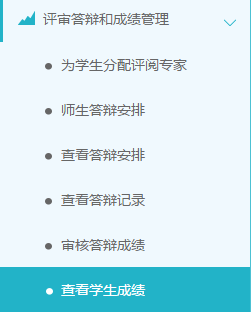 评审答辩和成绩管理
为学生分配评阅专家
师生答辩安排
查看答辩安排
查看答辩记录
审核答辩成绩
查看学生成绩